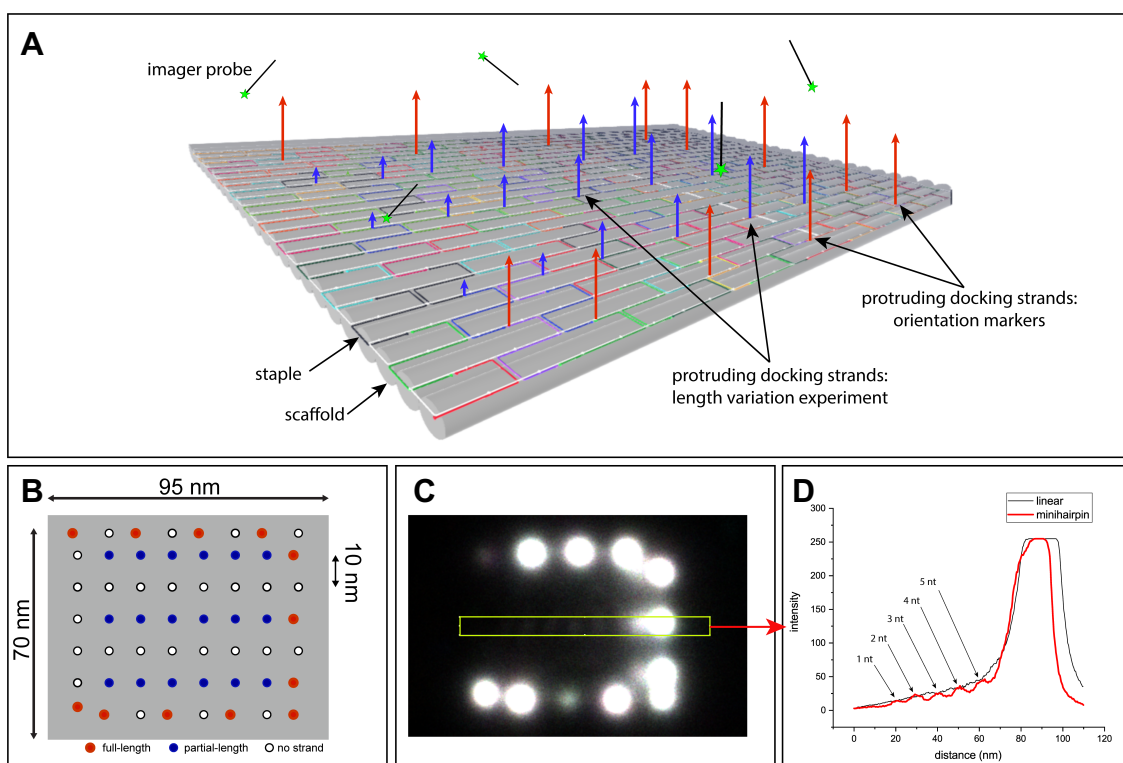 A
imager probe
staple
scaffold
protruding docking strands:
length variation experiment
protruding docking strands:
orientation markers
B
95 nm
70 nm
10 nm
full-length
partial-length
no strand
C
D
linear
minihairpin
300
250
200
150
100
50
0
intensity
1 nt
2 nt
3 nt
4 nt
5 nt
0
20
40
60
80
100
120
distance (nm)